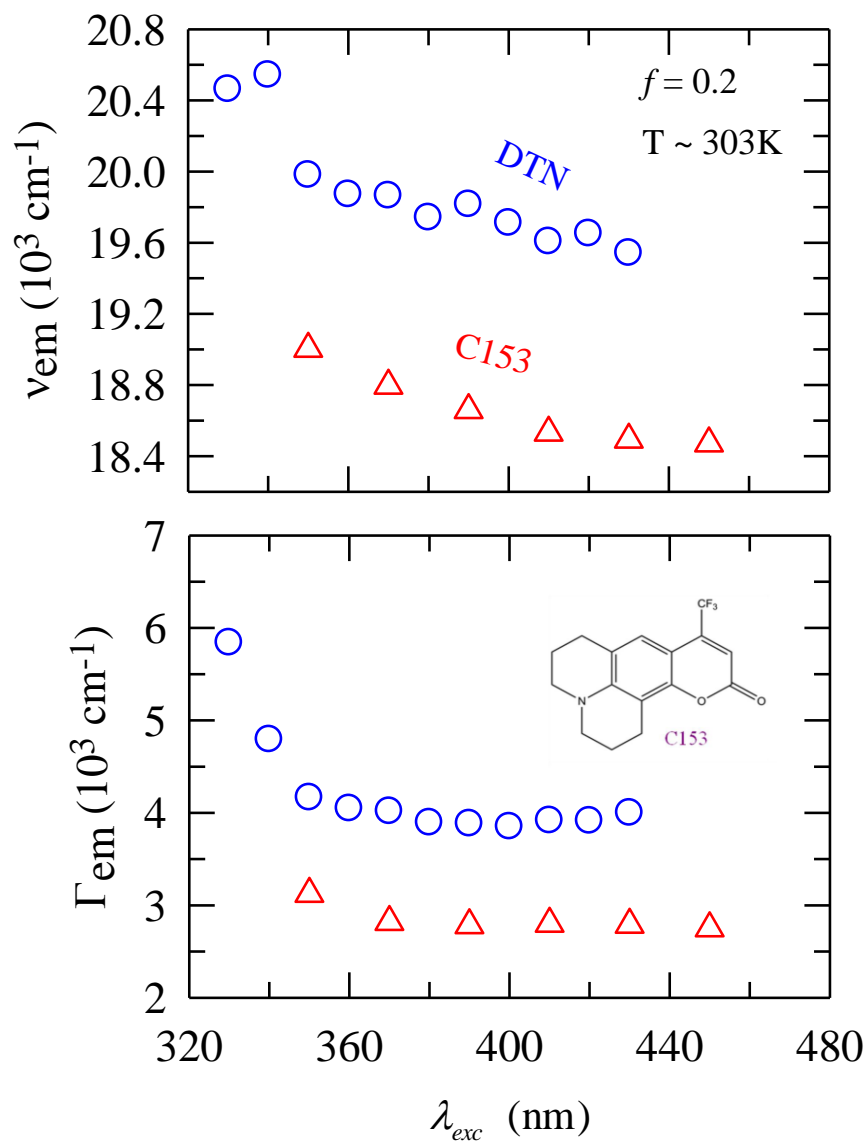 20.8
20.4
20.0
19.6
19.2
18.8
18.4
νem (10³ cm⁻¹)
f = 0.2
T ~ 303K
DTN
C153
7
6
5
4
3
2
Γem (10³ cm⁻¹)
CF₃
N
O
O
C153
320 360 400 440 480
λexc (nm)